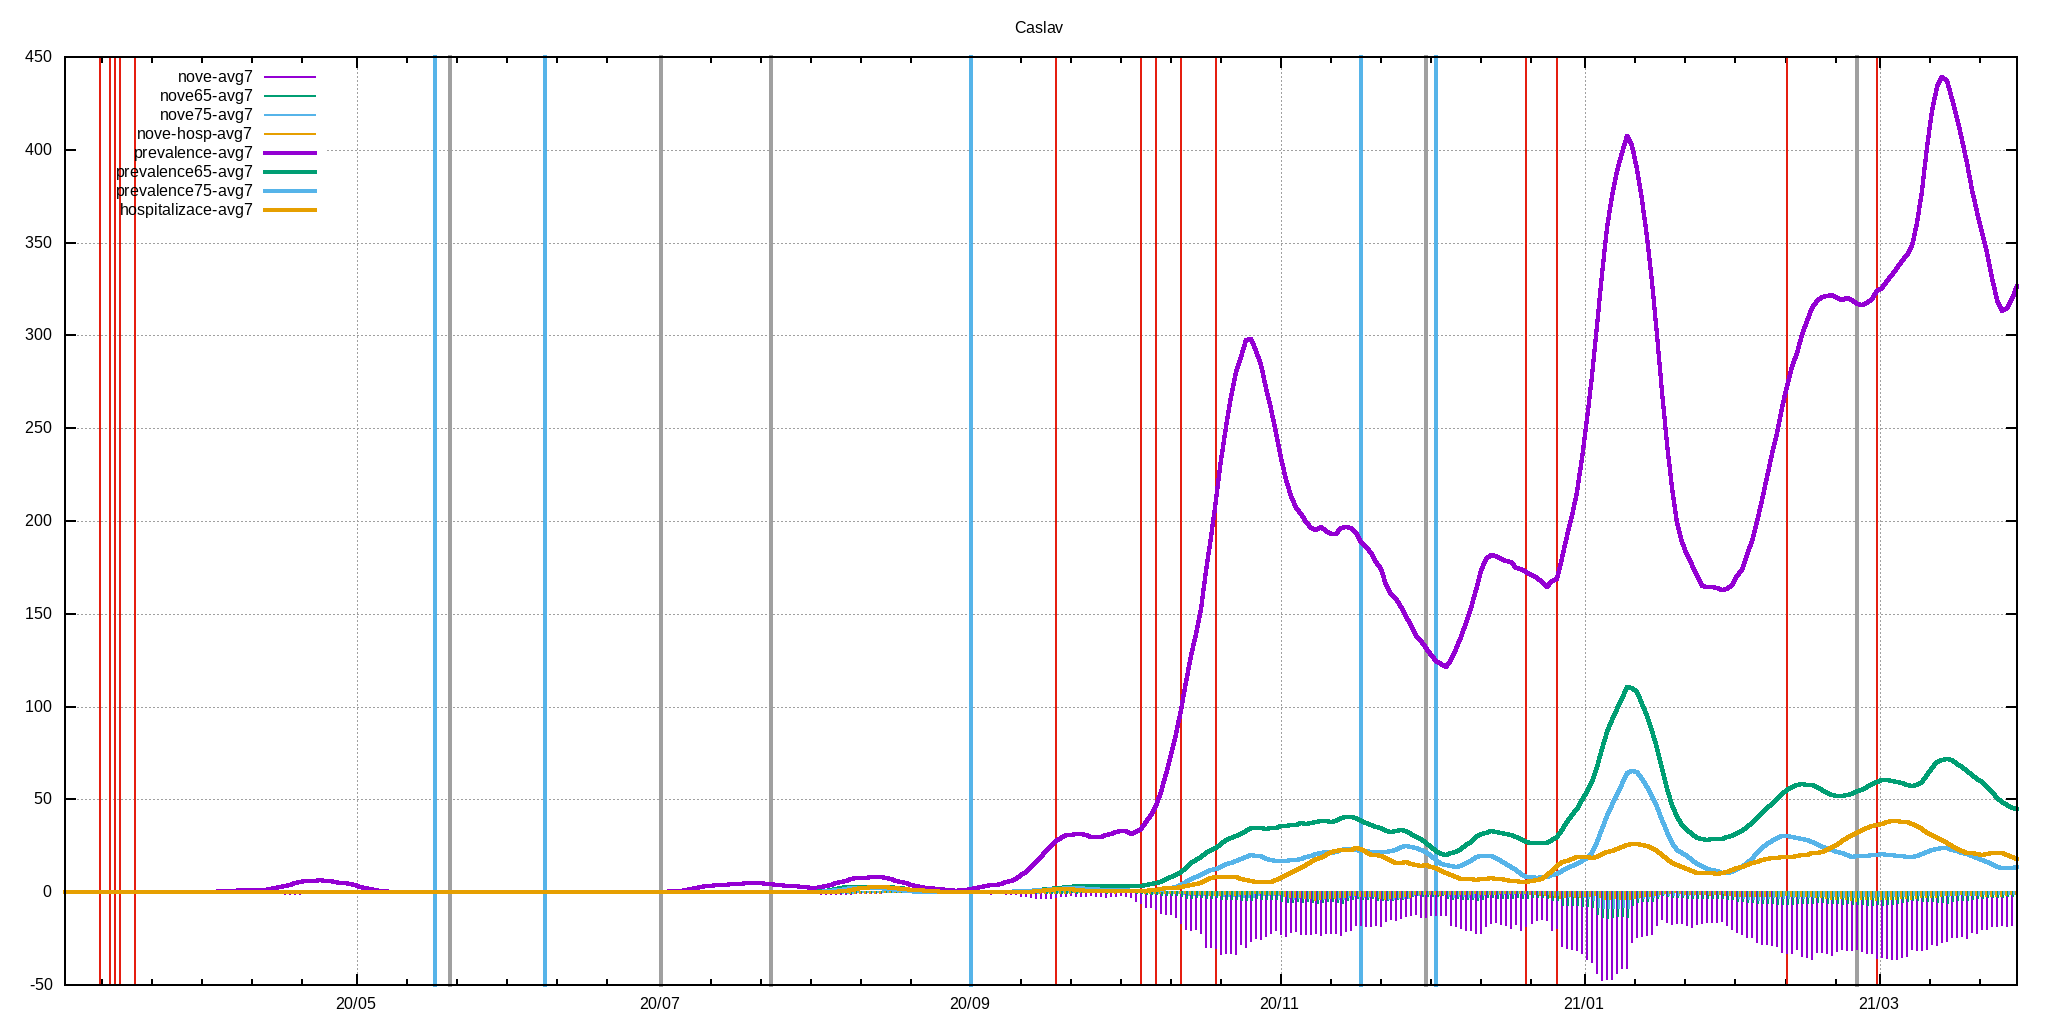 Caslav
450
400
350
300
250
200
150
100
50
0
-50
nove-avg7
nove65-avg7
nove75-avg7
nove-hosp-avg7
prevalence-avg7
prevalence65-avg7
prevalence75-avg7
hospitalizace-avg7
20/05 20/07 20/09 20/11 21/01 21/03